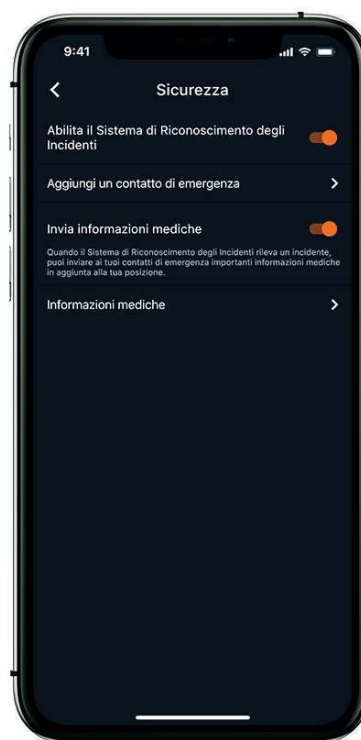 9:41
Sicurezza
Abilita il Sistema di Riconoscimento degli
Incidenti
Aggiungi un contatto di emergenza
Invia informazioni mediche
Quando il Sistema di Riconoscimento degli Incidenti rileva un incidente,
puoi inviare ai tuoi contatti di emergenza importanti informazioni mediche
in aggiunta alla tua posizione.
Informazioni mediche